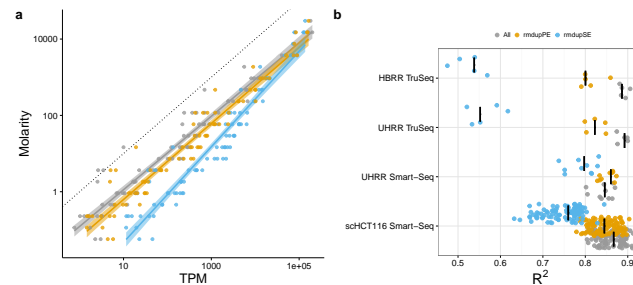 a
Molarity
10000
100
1
10
1000
1e+05
TPM
b
All rmdupPE rmdupSE
HBRR TruSeq
UHRR TruSeq
UHRR Smart−Seq
scHCT116 Smart−Seq
0.5 0.6 0.7 0.8 0.9
R²